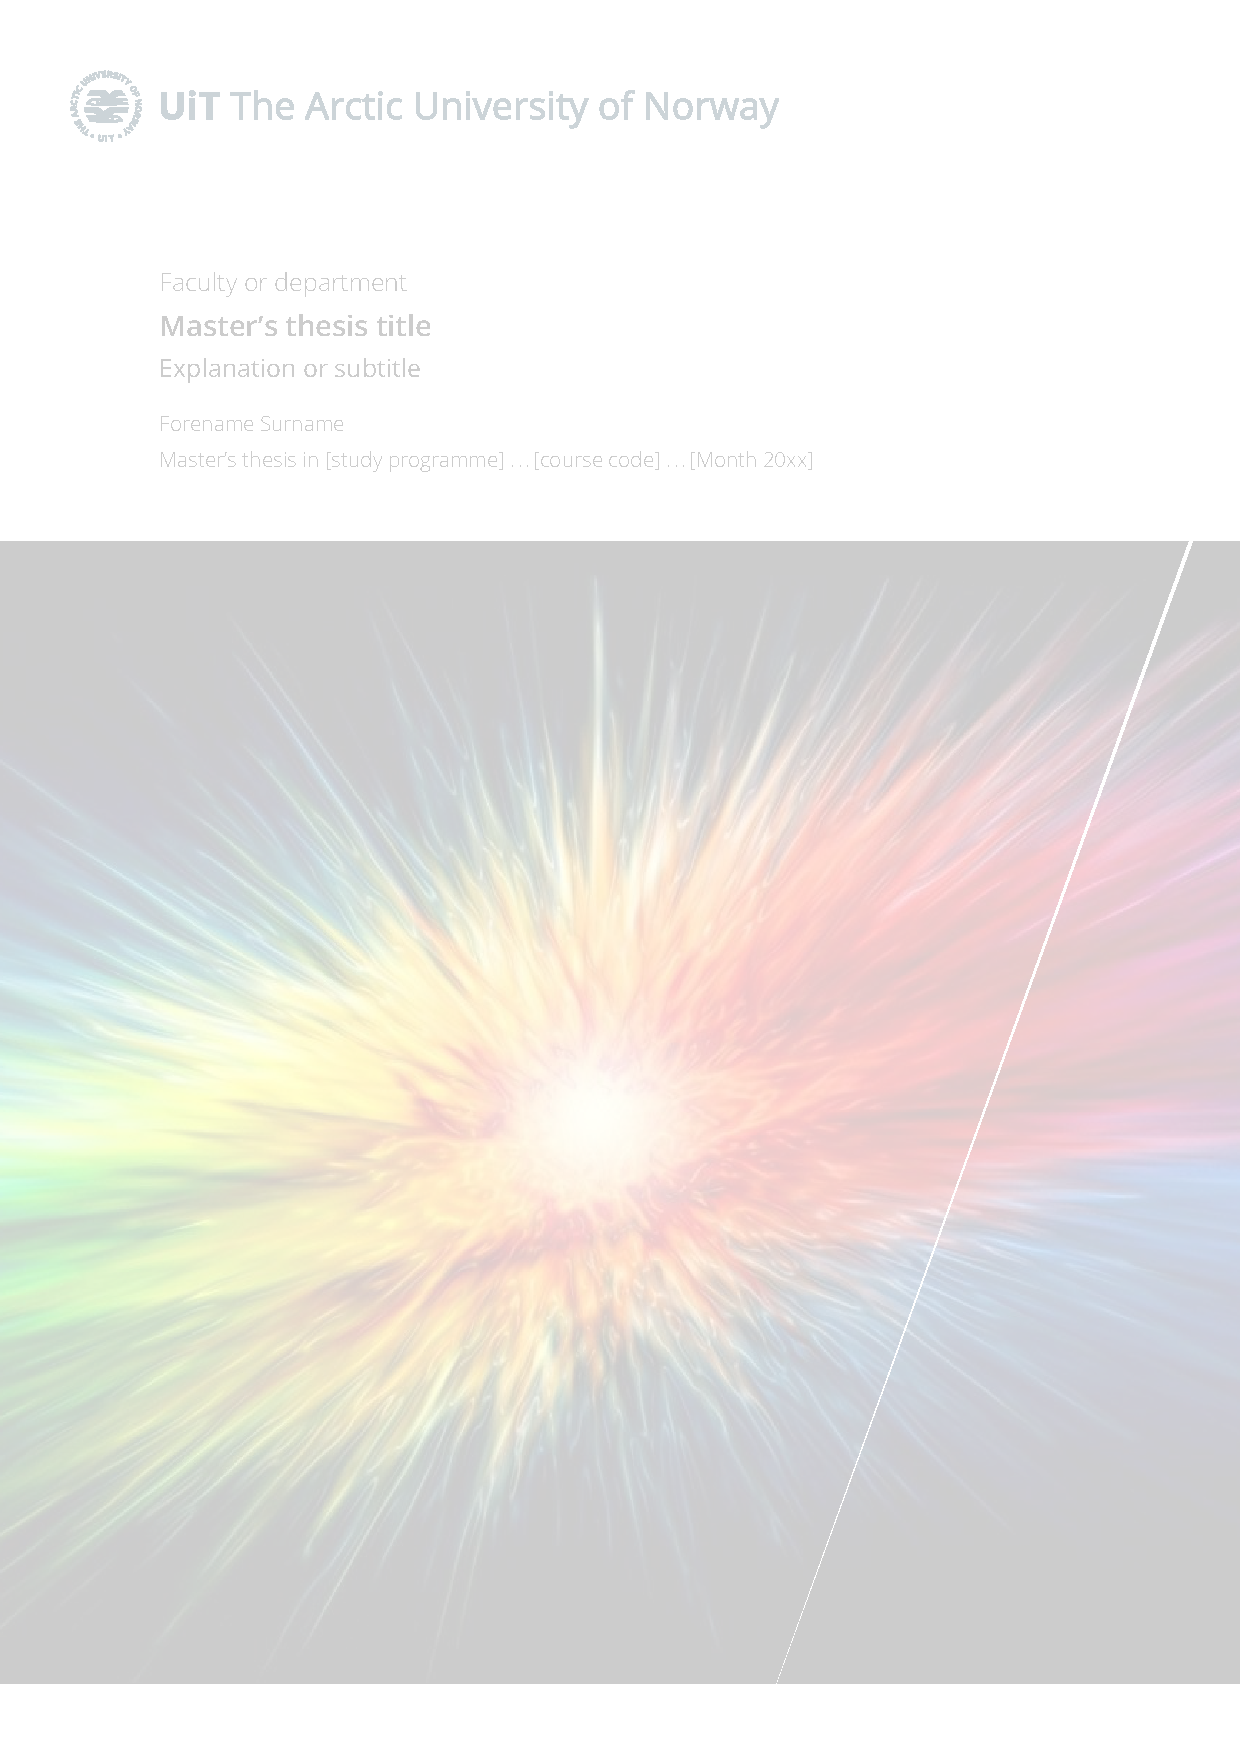 THE ARCTIC UNIVERSITY OF NORWAY • UiT •
UiT The Arctic University of Norway
Faculty or department
Master’s thesis title
Explanation or subtitle
Forename Surname
Master’s thesis in [study programme] ... [course code] ... [Month 20xx]